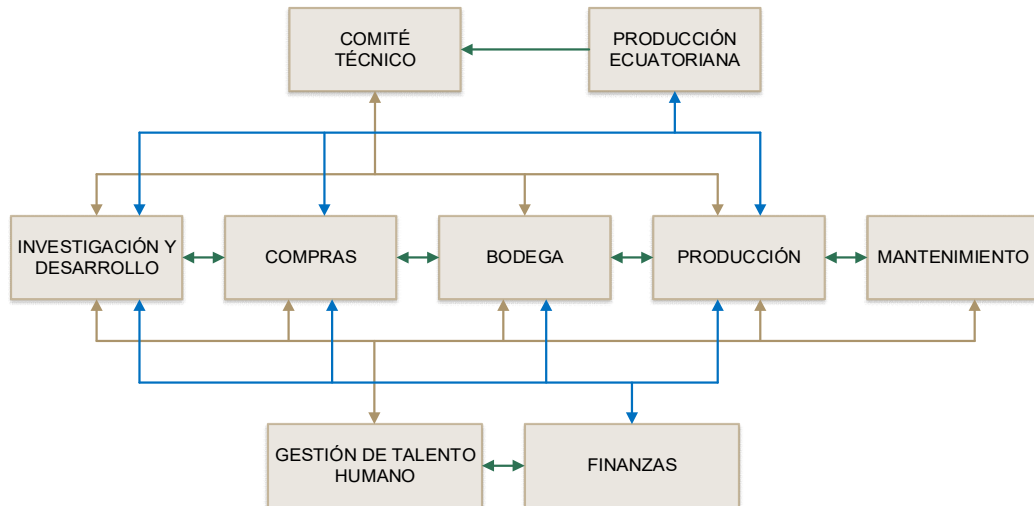 COMITÉ
TÉCNICO
PRODUCCIÓN
ECUATORIANA
INVESTIGACIÓN Y
DESARROLLO
COMPRAS
BODEGA
PRODUCCIÓN
MANTENIMIENTO
GESTIÓN DE TALENTO
HUMANO
FINANZAS